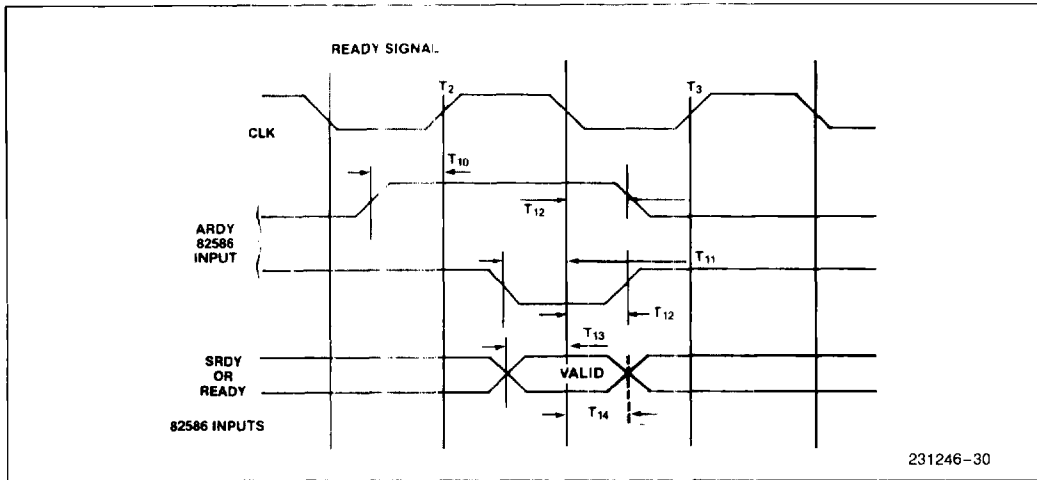 READY SIGNAL
T2
T3
CLK
T10
T12
ARDY
82586
INPUT
T11
T12
T13
SRDY
OR
READY
VALID
T14
82586 INPUTS
231246-30